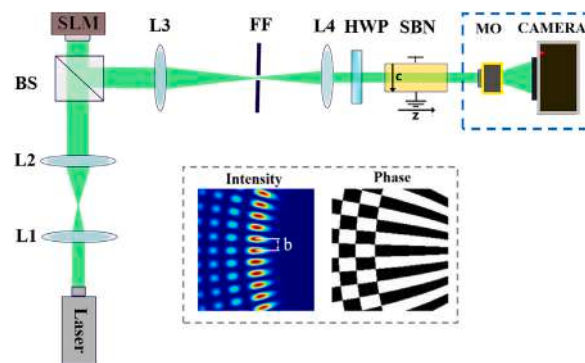 SLM
L3
FF
L4
HWP
SBN
MO
CAMERA
BS
c
z
L2
L1
Laser
Intensity
Phase
b